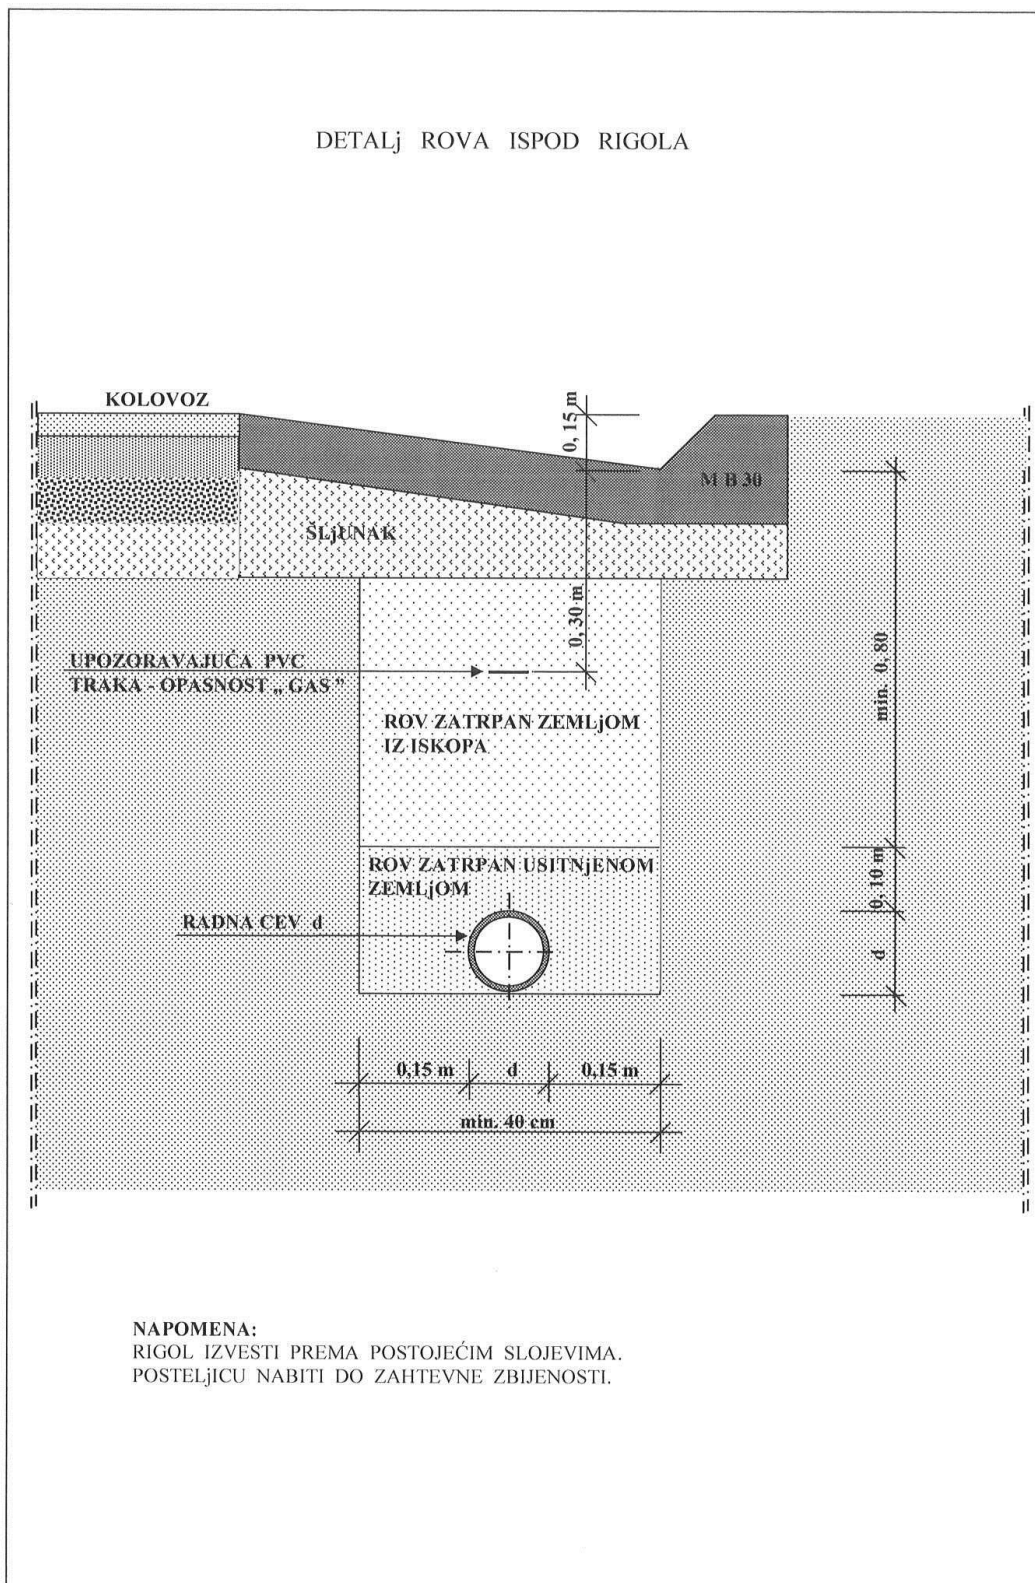 DETALj ROVA ISPOD RIGOLA
KOLOVOZ
0, 15 m
M B 30
ŠLjUNAK
0, 30 m
min. 0, 80
UPOZORAVAJUĆA PVC
TRAKA - OPASNOST „ GAS ”
ROV ZATRPAN ZEMLjOM
IZ ISKOPA
ROV ZATRPAN USITNjENOM
ZEMLjOM
0, 10 m
RADNA CEV d
d
0,15 m
d
0,15 m
min. 40 cm
NAPOMENA:
RIGOL IZVESTI PREMA POSTOJEĆIM SLOJEVIMA.
POSTELjICU NABITI DO ZAHTEVNE ZBIJENOSTI.